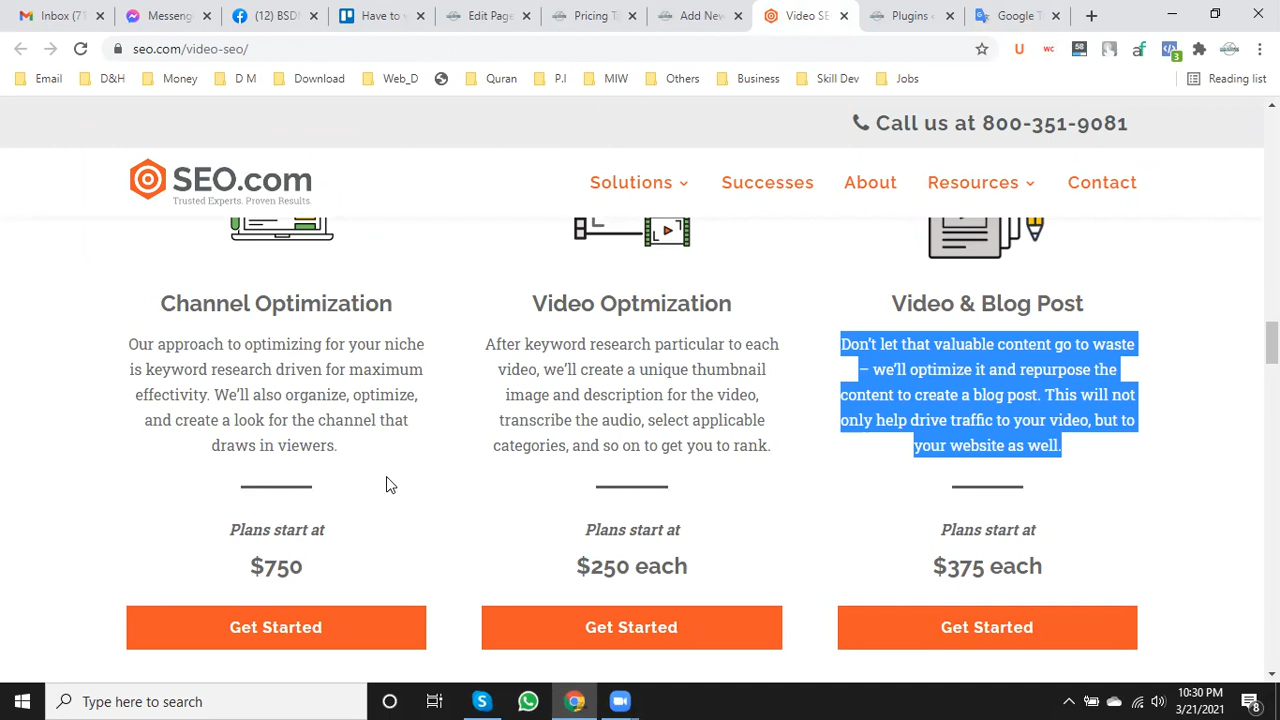 Inbox (71
Messeng
(12) BSDI
Have to
Edit Page
Pricing T
Add New
Video SE
Plugins
Google T
seo.com/video-seo/
U
WC
58
af
3
Email
D&H
Money
D M
Download
Web_D
Quran
P.I
MIW
Others
Business
Skill Dev
Jobs
Reading list
Call us at 800-351-9081
SEO.com
Trusted Experts. Proven Results.
Solutions
Successes
About
Resources
Contact
Channel Optimization
Our approach to optimizing for your niche
is keyword research driven for maximum
effectivity. We'll also organize, optimize,
and create a look for the channel that
draws in viewers.
Plans start at
$750
Get Started
Video Optmization
After keyword research particular to each
video, we'll create a unique thumbnail
image and description for the video,
transcribe the audio, select applicable
categories, and so on to get you to rank.
Plans start at
$250 each
Get Started
Video & Blog Post
Don't let that valuable content go to waste
– we'll optimize it and repurpose the
content to create a blog post. This will not
only help drive traffic to your video, but to
your website as well.
Plans start at
$375 each
Get Started
Type here to search
10:30 PM
3/21/2021
8